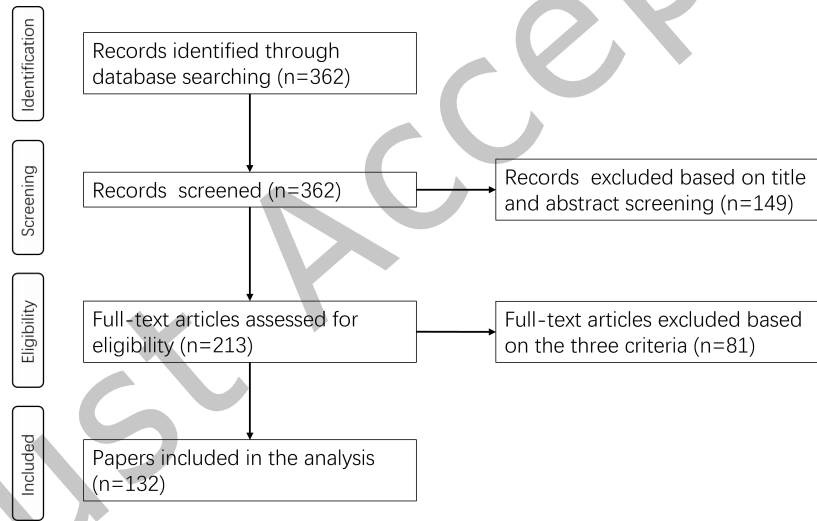 Identification
Records identified through
database searching (n=362)
Screening
Records screened (n=362)
Records excluded based on title
and abstract screening (n=149)
Eligibility
Full-text articles assessed for
eligibility (n=213)
Full-text articles excluded based
on the three criteria (n=81)
Included
Papers included in the analysis
(n=132)
ust Accep